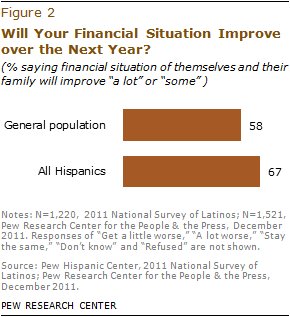 Figure 2
Will Your Financial Situation Improve
over the Next Year?
(% saying financial situation of themselves and their
family will improve “a lot” or “some” )
General population 58
All Hispanics 67
Notes: N=1,220, 2011 National Survey of Latinos; N=1,521,
Pew Research Center for the People & the Press, December
2011. Responses of “Get a little worse,” “A lot worse,” “Stay
the same,” “Don’t know” and “Refused” are not shown.
Source: Pew Hispanic Center, 2011 National Survey of
Latinos; Pew Research Center for the People & the Press,
December 2011.
PEW RESEARCH CENTER